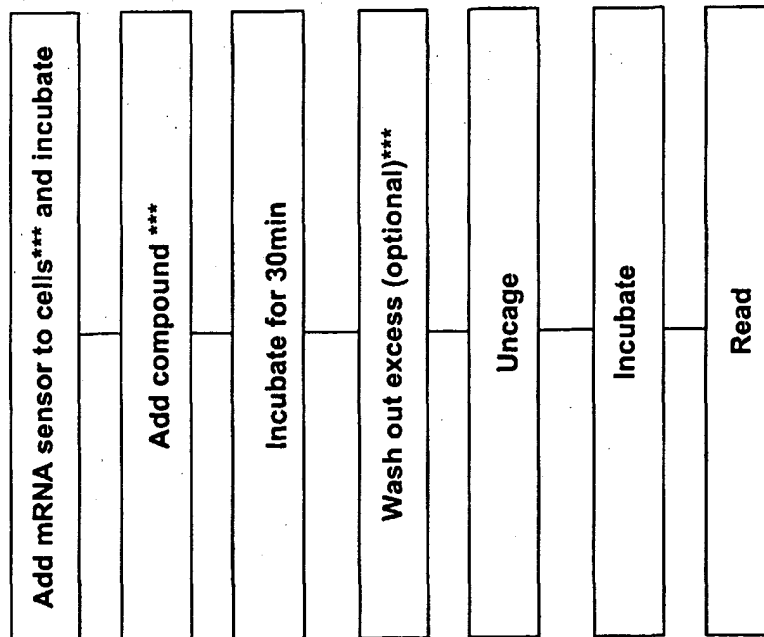 Add mRNA sensor to cells*** and incubate
Add compound ***
Incubate for 30min
Wash out excess (optional)***
Uncage
Incubate
Read